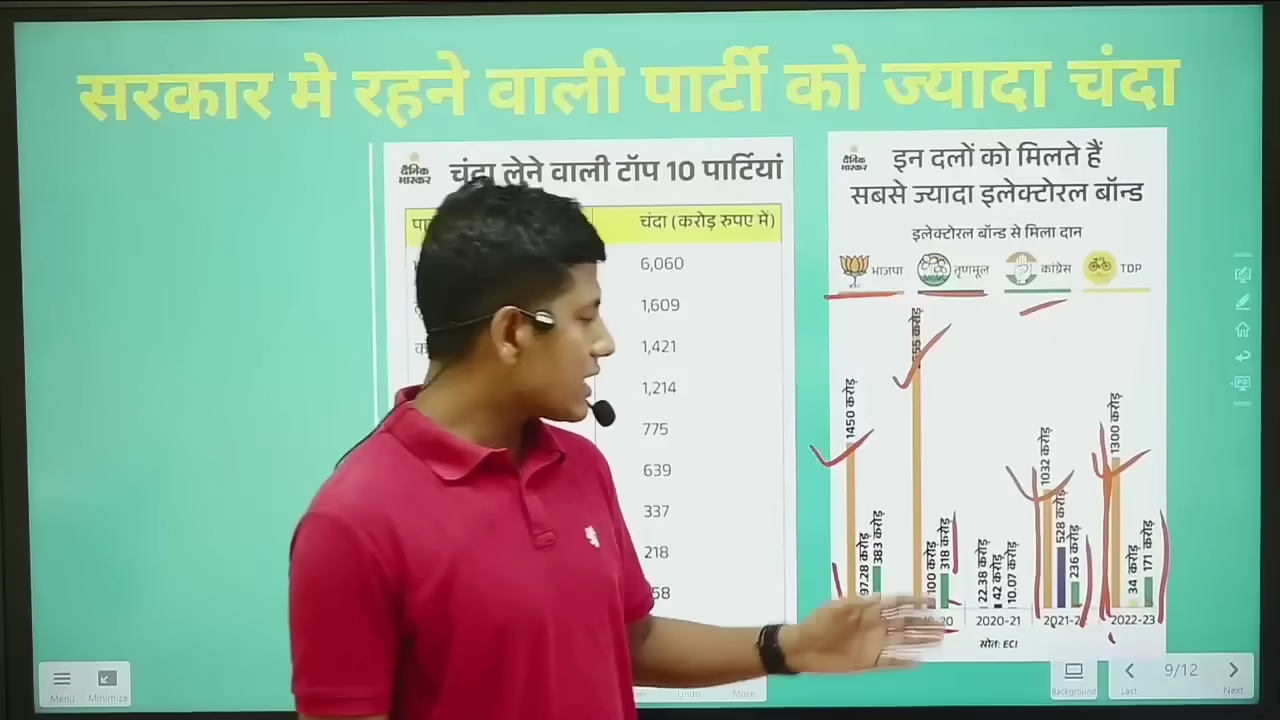 सरकार मे रहने वाली पार्टी को ज्यादा चंदा
दैनिक
भास्कर
चंदा लेने वाली टॉप 10 पार्टियां
चंदा (करोड़ रुपए में)
6,060
1,609
1,421
1,214
775
639
337
218
दैनिक
भास्कर
इन दलों को मिलते हैं
सबसे ज्यादा इलेक्टोरल बॉन्ड
इलेक्टोरल बॉन्ड से मिला दान
भाजपा तृणमूल कांग्रेस TDP
1450 करोड़
97.28 करोड़
383 करोड़
करोड़
100 करोड़
318 करोड़
22.38 करोड़
42 करोड़
10.07 करोड़
1032 करोड़
528 करोड़
236 करोड़
1300 करोड़
34 करोड़
171 करोड़
2020-21 2022-23
स्रोत: ECI
Menu Minimize Undo More Background Last 9/12 Next